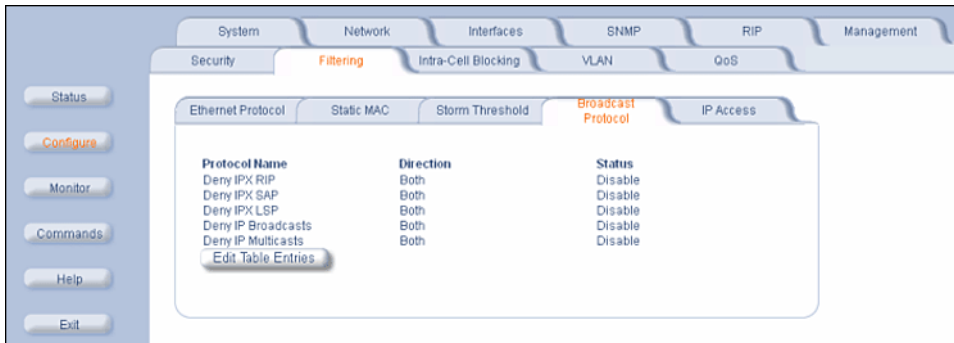 System Network Interfaces SNMP RIP Management
Security Filtering Intra-Cell Blocking VLAN QoS
Status
Configure
Monitor
Commands
Help
Exit
Ethernet Protocol Static MAC Storm Threshold Broadcast Protocol IP Access
Protocol Name Direction Status
Deny IPX RIP Both Disable
Deny IPX SAP Both Disable
Deny IPX LSP Both Disable
Deny IP Broadcasts Both Disable
Deny IP Multicasts Both Disable
Edit Table Entries